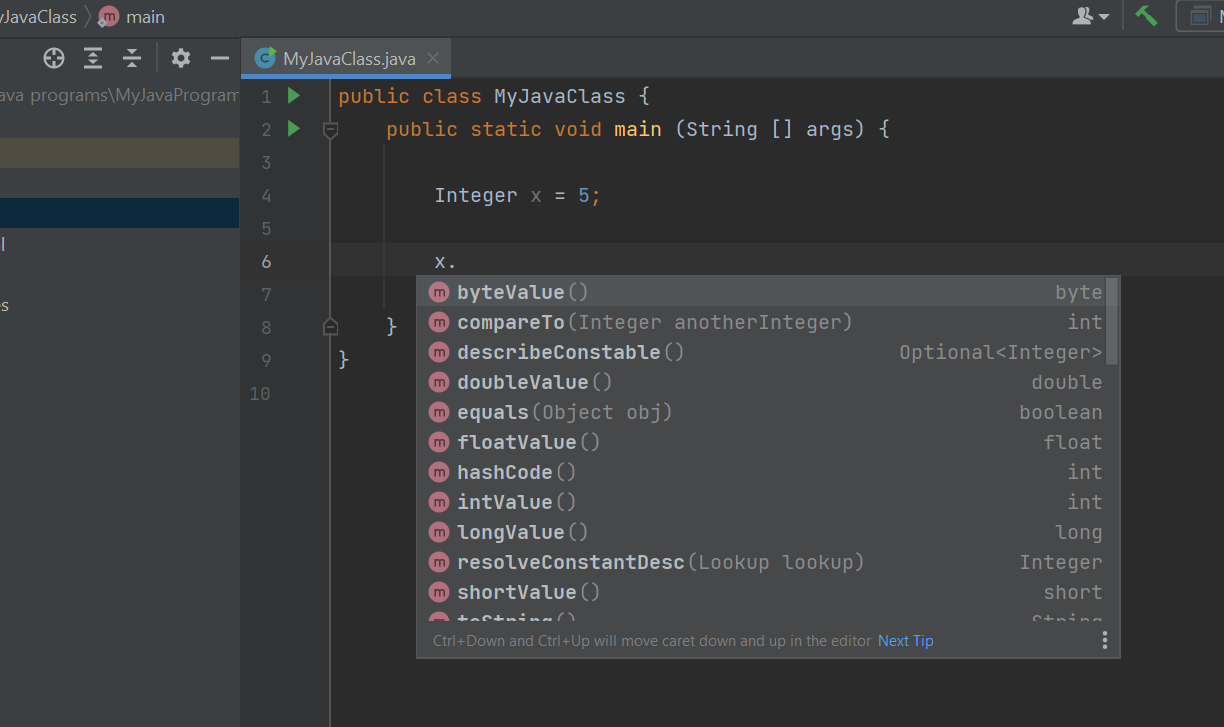 /JavaClass main
MyJavaClass.java
ava programs\MyJavaProgram
1 public class MyJavaClass {
2 public static void main (String [] args) {
3
4 Integer x = 5;
5
6 x.
7
8 }
9 }
10
byteValue() byte
compareTo(Integer anotherInteger) int
describeConstable() Optional<Integer>
doubleValue() double
equals(Object obj) boolean
floatValue() float
hashCode() int
intValue() int
longValue() long
resolveConstantDesc(Lookup lookup) Integer
shortValue() short
toString() String
Ctrl+Down and Ctrl+Up will move caret down and up in the editor Next Tip